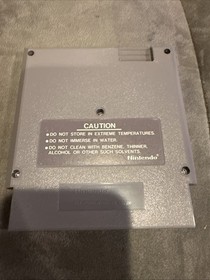 CAUTION
● DO NOT STORE IN EXTREME TEMPERATURES.
● DO NOT IMMERSE IN WATER.
● DO NOT CLEAN WITH BENZENE, THINNER,
ALCOHOL OR OTHER SUCH SOLVENTS.
Nintendo®